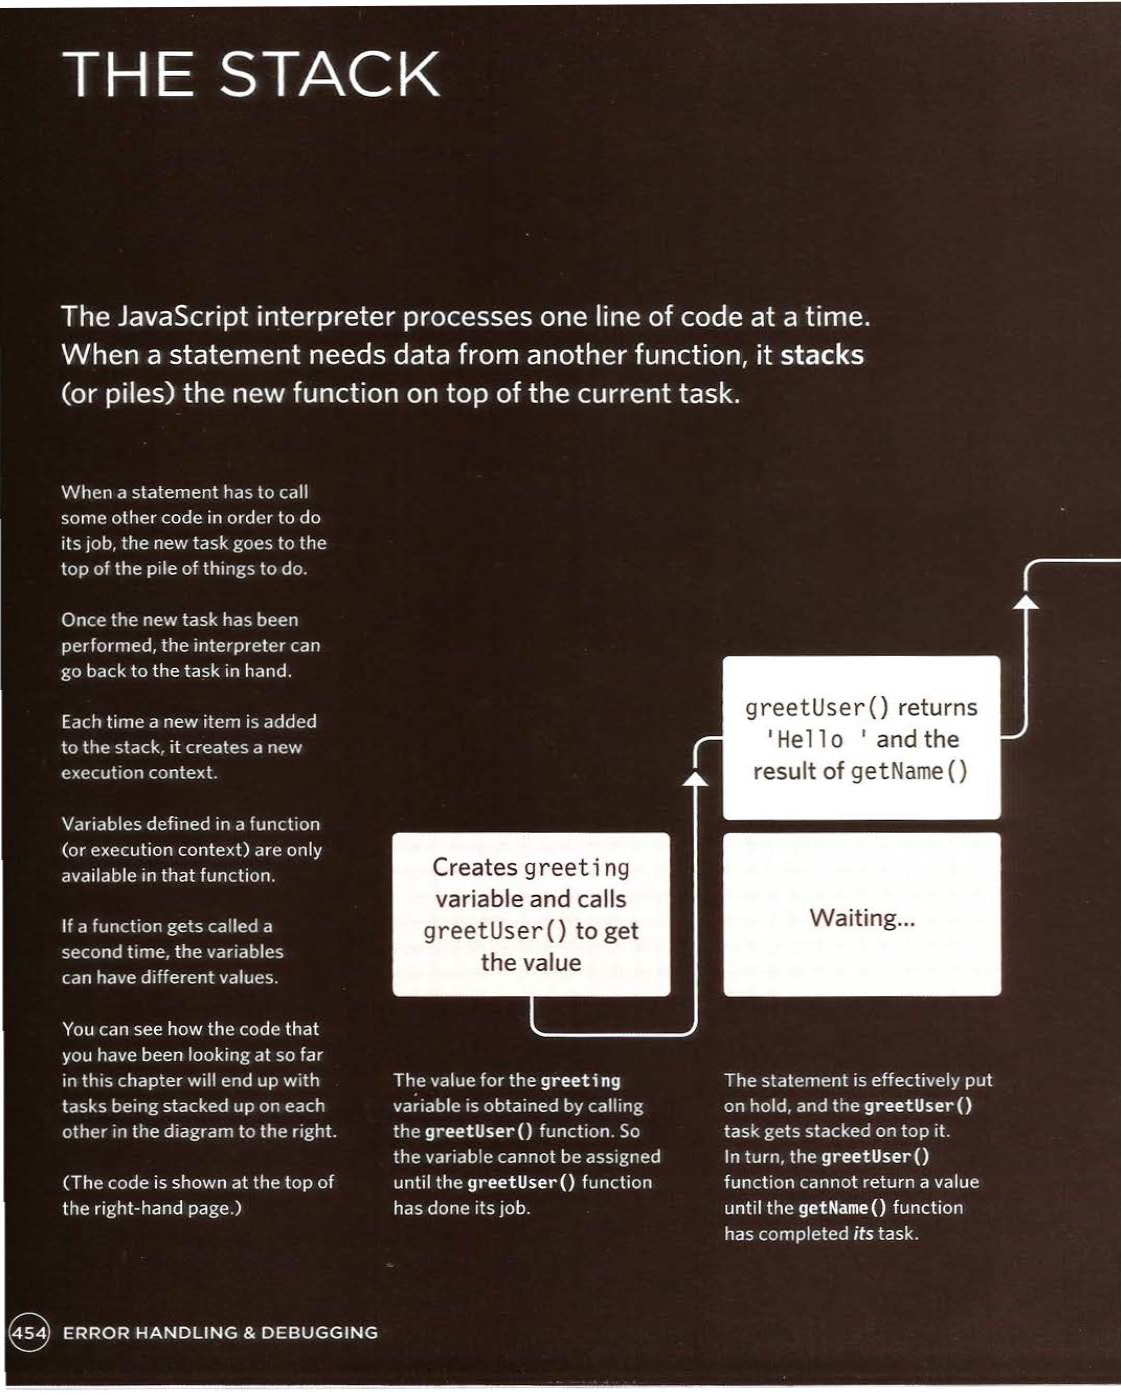 THE STACK
The JavaScript interpreter processes one line of code at a time.
When a statement needs data from another function, it stacks
(or piles) the new function on top of the current task.
When a statement has to call
some other code in order to do
its job, the new task goes to the
top of the pile of things to do.
Once the new task has been
performed, the interpreter can
go back to the task in hand.
Each time a new item is added
to the stack, it creates a new
execution context.
Variables defined in a function
(or execution context) are only
available in that function.
If a function gets called a
second time, the variables
can have different values.
You can see how the code that
you have been looking at so far
in this chapter will end up with
tasks being stacked up on each
other in the diagram to the right.
(The code is shown at the top of
the right-hand page.)
Creates greeting
variable and calls
greetUser() to get
the value
The value for the greeting
variable is obtained by calling
the greetUser() function. So
the variable cannot be assigned
until the greetUser() function
has done its job.
greetUser() returns
'Hello ' and the
result of getName()
Waiting...
The statement is effectively put
on hold, and the greetUser()
task gets stacked on top it.
In turn, the greetUser()
function cannot return a value
until the getName() function
has completed its task.
454 ERROR HANDLING & DEBUGGING